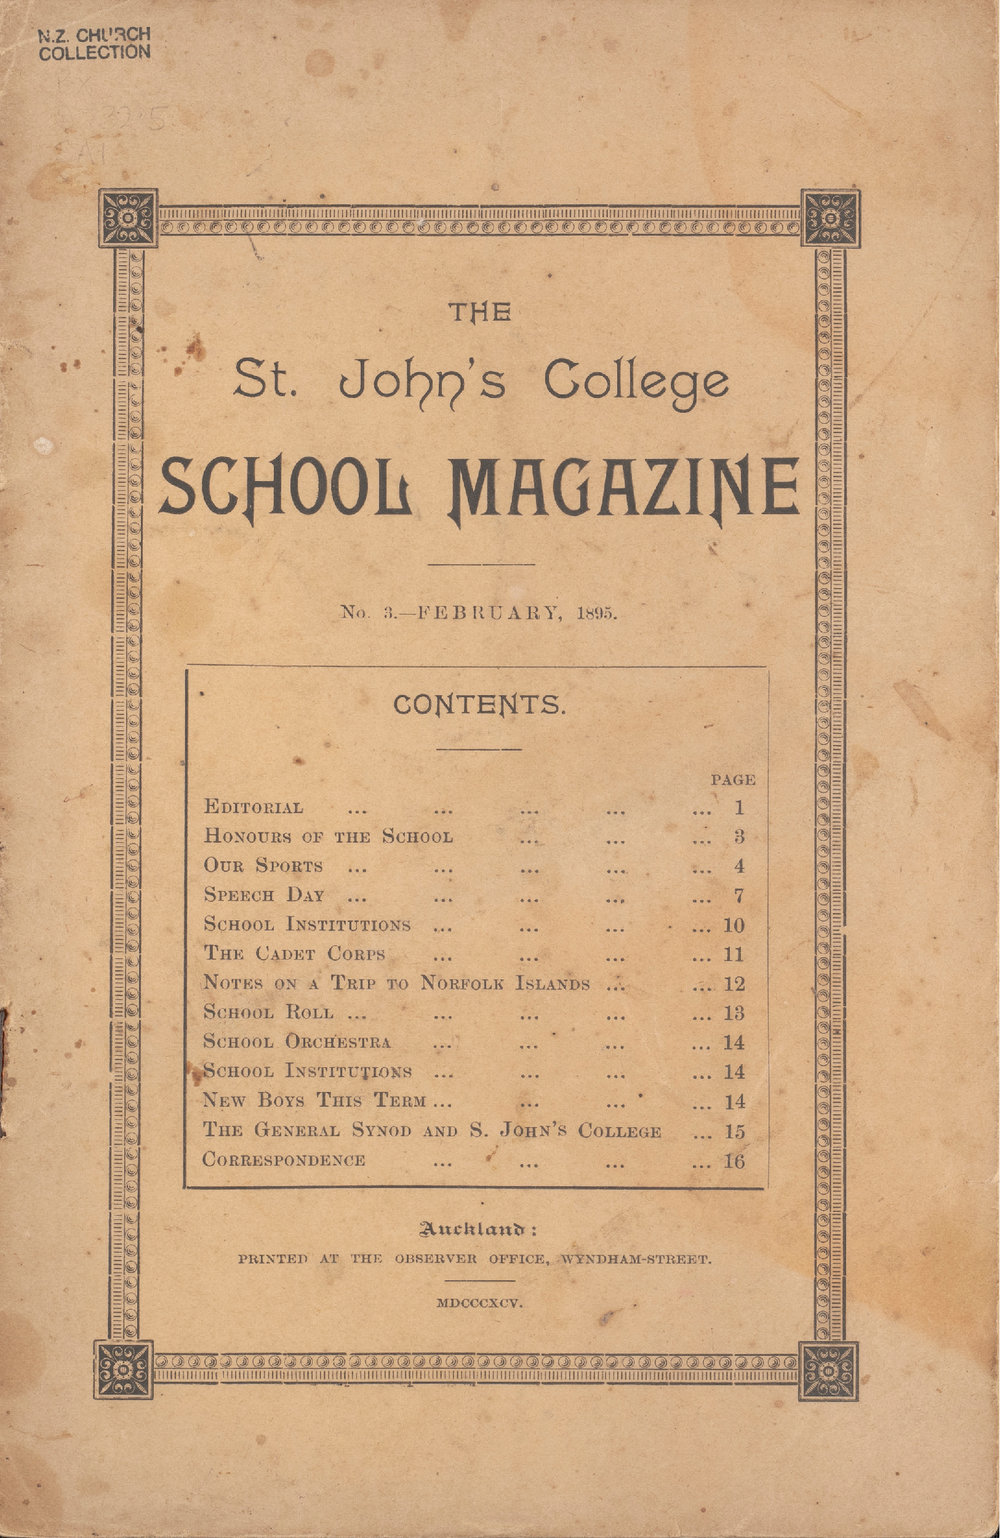 N.Z. CHURCH
COLLECTION
THE
St. John's College
SCHOOL MAGAZINE
No. 3.—FEBRUARY, 1895.
CONTENTS.
PAGE
EDITORIAL ... ... ... ... ... 1
HONOURS OF THE SCHOOL ... ... ... 3
OUR SPORTS ... ... ... ... ... 4
SPEECH DAY ... ... ... ... ... 7
SCHOOL INSTITUTIONS ... ... ... ... 10
THE CADET CORPS ... ... ... ... 11
NOTES ON A TRIP TO NORFOLK ISLANDS ... ... 12
SCHOOL ROLL ... ... ... ... ... 13
SCHOOL ORCHESTRA ... ... ... ... 14
SCHOOL INSTITUTIONS ... ... ... ... 14
NEW BOYS THIS TERM ... ... ... ... 14
THE GENERAL SYNOD AND S. JOHN'S COLLEGE ... 15
CORRESPONDENCE ... ... ... ... 16
Auckland:
PRINTED AT THE OBSERVER OFFICE, WYNDHAM-STREET.
MDCCCXCV.